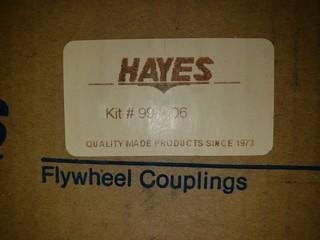 HAYES
Kit #
QUALITY MADE PRODUCTS SINCE 1973
Flywheel Couplings